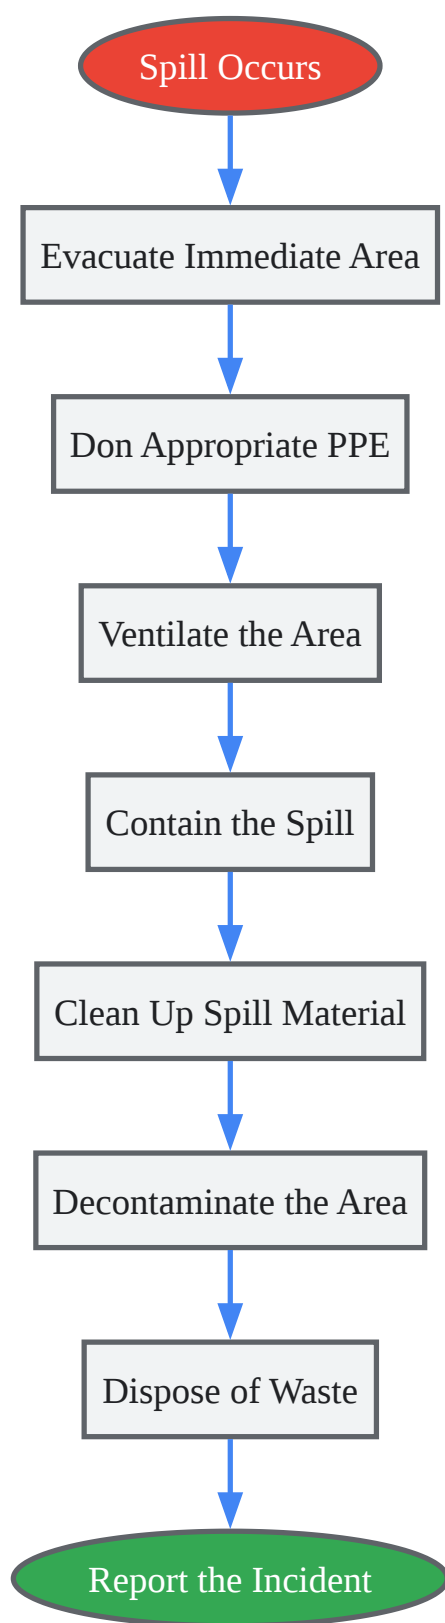 Spill Occurs
Evacuate Immediate Area
Don Appropriate PPE
Ventilate the Area
Contain the Spill
Clean Up Spill Material
Decontaminate the Area
Dispose of Waste
Report the Incident